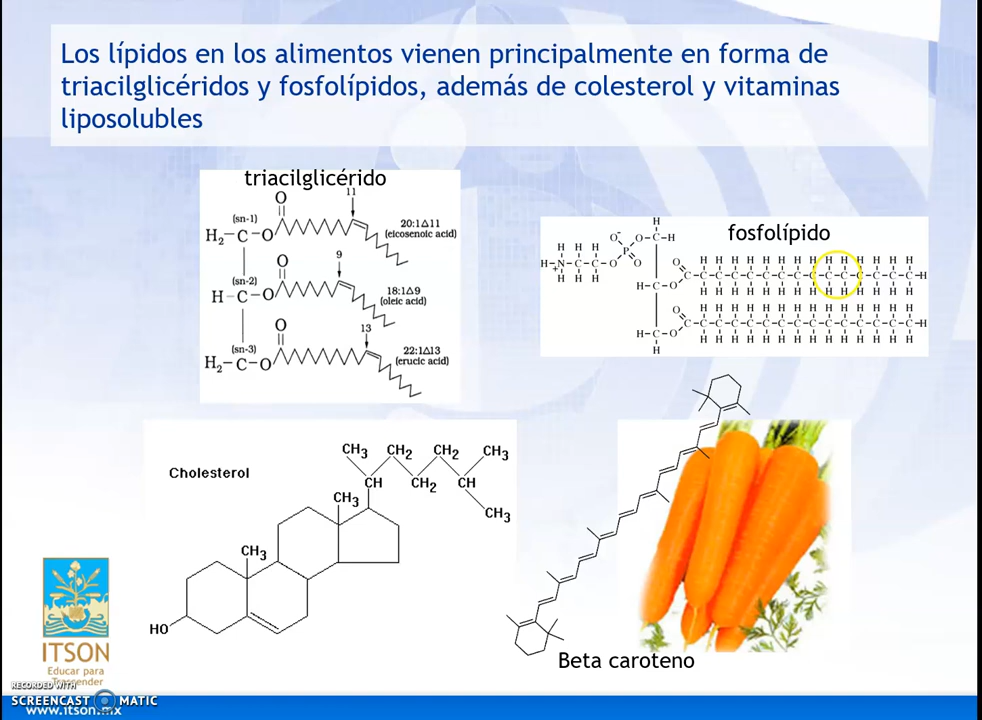 Los lípidos en los alimentos vienen principalmente en forma de
triacilglicéridos y fosfolípidos, además de colesterol y vitaminas
liposolubles
triacilglicérido
11
O
(sn-1)
H2-C-O
20:1Δ11
(eicosenoic acid)
9
O
(sn-2)
H-C-O
18:1Δ9
(oleic acid)
13
O
(sn-3)
H2-C-O
22:1Δ13
(erucic acid)
fosfolípido
Cholesterol
CH3 CH2 CH2 CH3
CH CH2 CH
CH3
CH3
CH3
HO
Beta caroteno
ITSON
Educar para
Trascender
RECORDED WITH
SCREENCAST MATIC
www.itson.mx